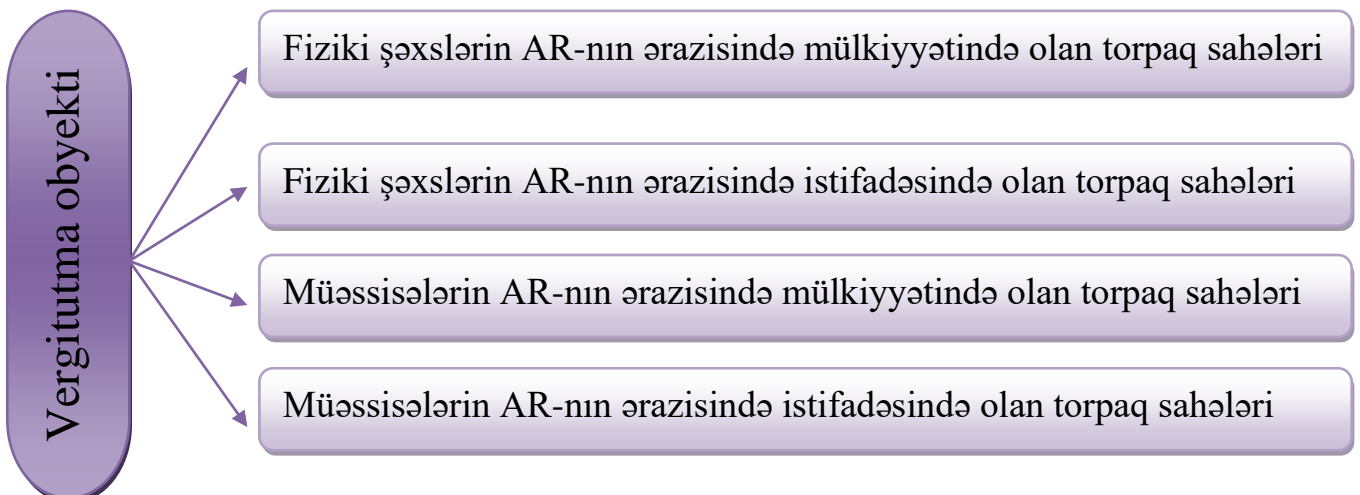 Vergitutma obyekti
Fiziki şəxslərin AR-nın ərazisində mülkiyyətində olan torpaq sahələri
Fiziki şəxslərin AR-nın ərazisində istifadəsində olan torpaq sahələri
Müəssisələrin AR-nın ərazisində mülkiyyətində olan torpaq sahələri
Müəssisələrin AR-nın ərazisində istifadəsində olan torpaq sahələri